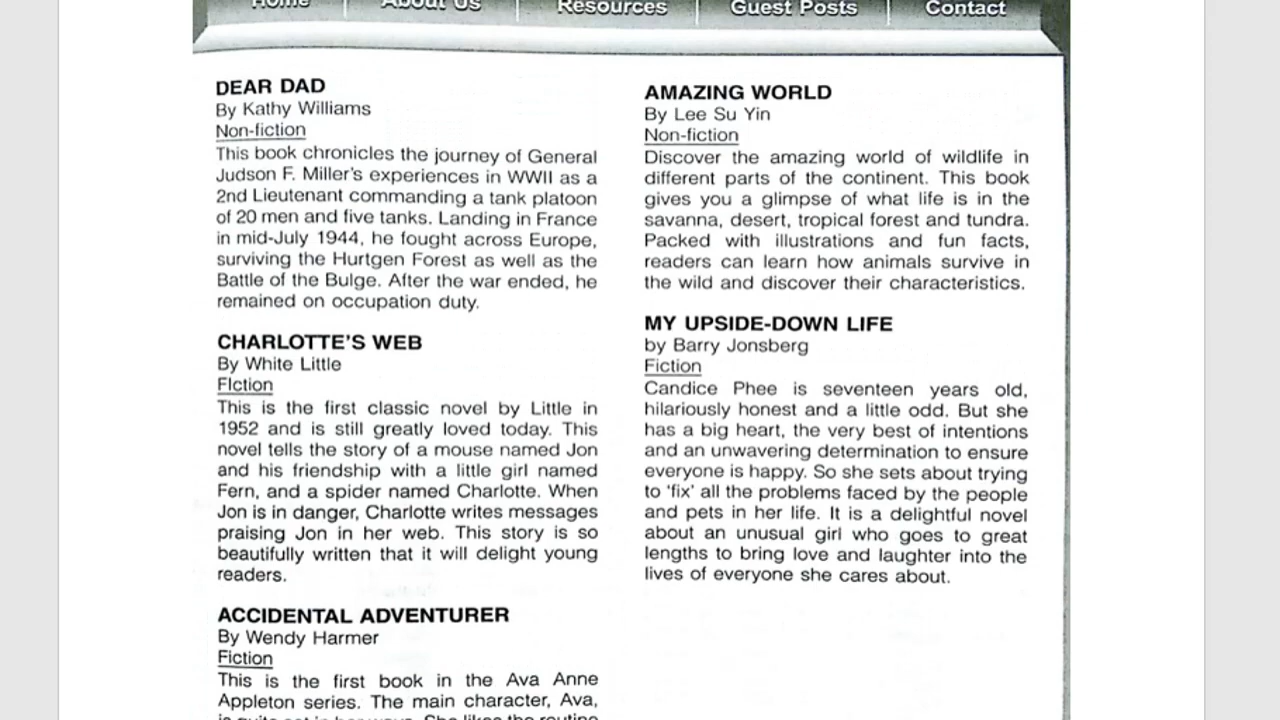 Home About Us Resources Guest Posts Contact
DEAR DAD
By Kathy Williams
Non-fiction
This book chronicles the journey of General
Judson F. Miller's experiences in WWII as a
2nd Lieutenant commanding a tank platoon
of 20 men and five tanks. Landing in France
in mid-July 1944, he fought across Europe,
surviving the Hurtgen Forest as well as the
Battle of the Bulge. After the war ended, he
remained on occupation duty.
CHARLOTTE'S WEB
By White Little
FIction
This is the first classic novel by Little in
1952 and is still greatly loved today. This
novel tells the story of a mouse named Jon
and his friendship with a little girl named
Fern, and a spider named Charlotte. When
Jon is in danger, Charlotte writes messages
praising Jon in her web. This story is so
beautifully written that it will delight young
readers.
ACCIDENTAL ADVENTURER
By Wendy Harmer
Fiction
This is the first book in the Ava Anne
Appleton series. The main character, Ava,
is quite set in her ways. She likes the routine
AMAZING WORLD
By Lee Su Yin
Non-fiction
Discover the amazing world of wildlife in
different parts of the continent. This book
gives you a glimpse of what life is in the
savanna, desert, tropical forest and tundra.
Packed with illustrations and fun facts,
readers can learn how animals survive in
the wild and discover their characteristics.
MY UPSIDE-DOWN LIFE
by Barry Jonsberg
Fiction
Candice Phee is seventeen years old,
hilariously honest and a little odd. But she
has a big heart, the very best of intentions
and an unwavering determination to ensure
everyone is happy. So she sets about trying
to 'fix' all the problems faced by the people
and pets in her life. It is a delightful novel
about an unusual girl who goes to great
lengths to bring love and laughter into the
lives of everyone she cares about.